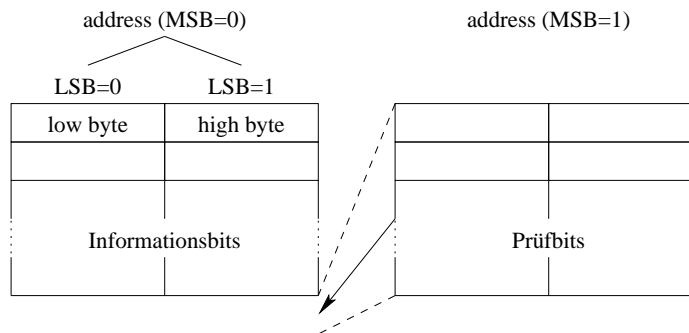 address (MSB=0)
address (MSB=1)
LSB=0
LSB=1
low byte
high byte
Informationsbits
Prüfbits